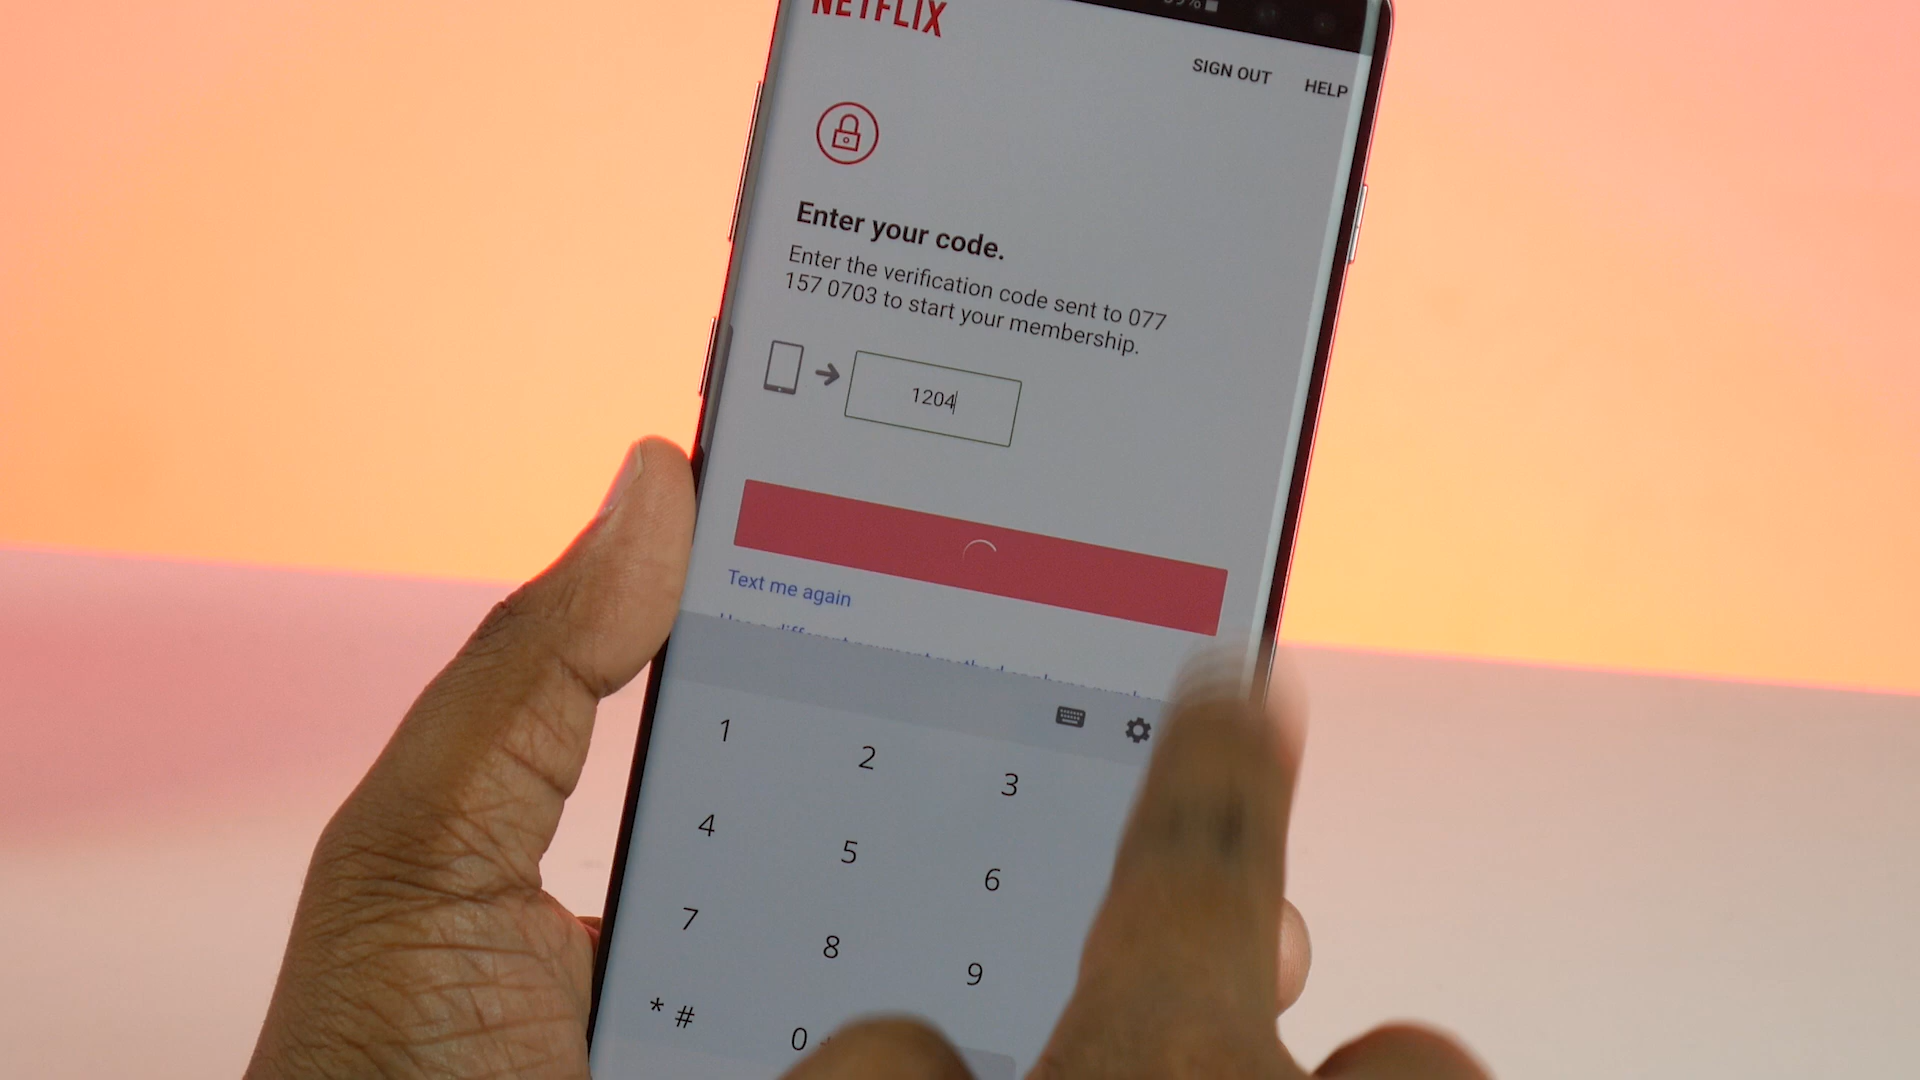 NETFLIX
SIGN OUT HELP
Enter your code.
Enter the verification code sent to 077
157 0703 to start your membership.
1204
Text me again
1 2 3
4 5 6
7 8 9
* # 0